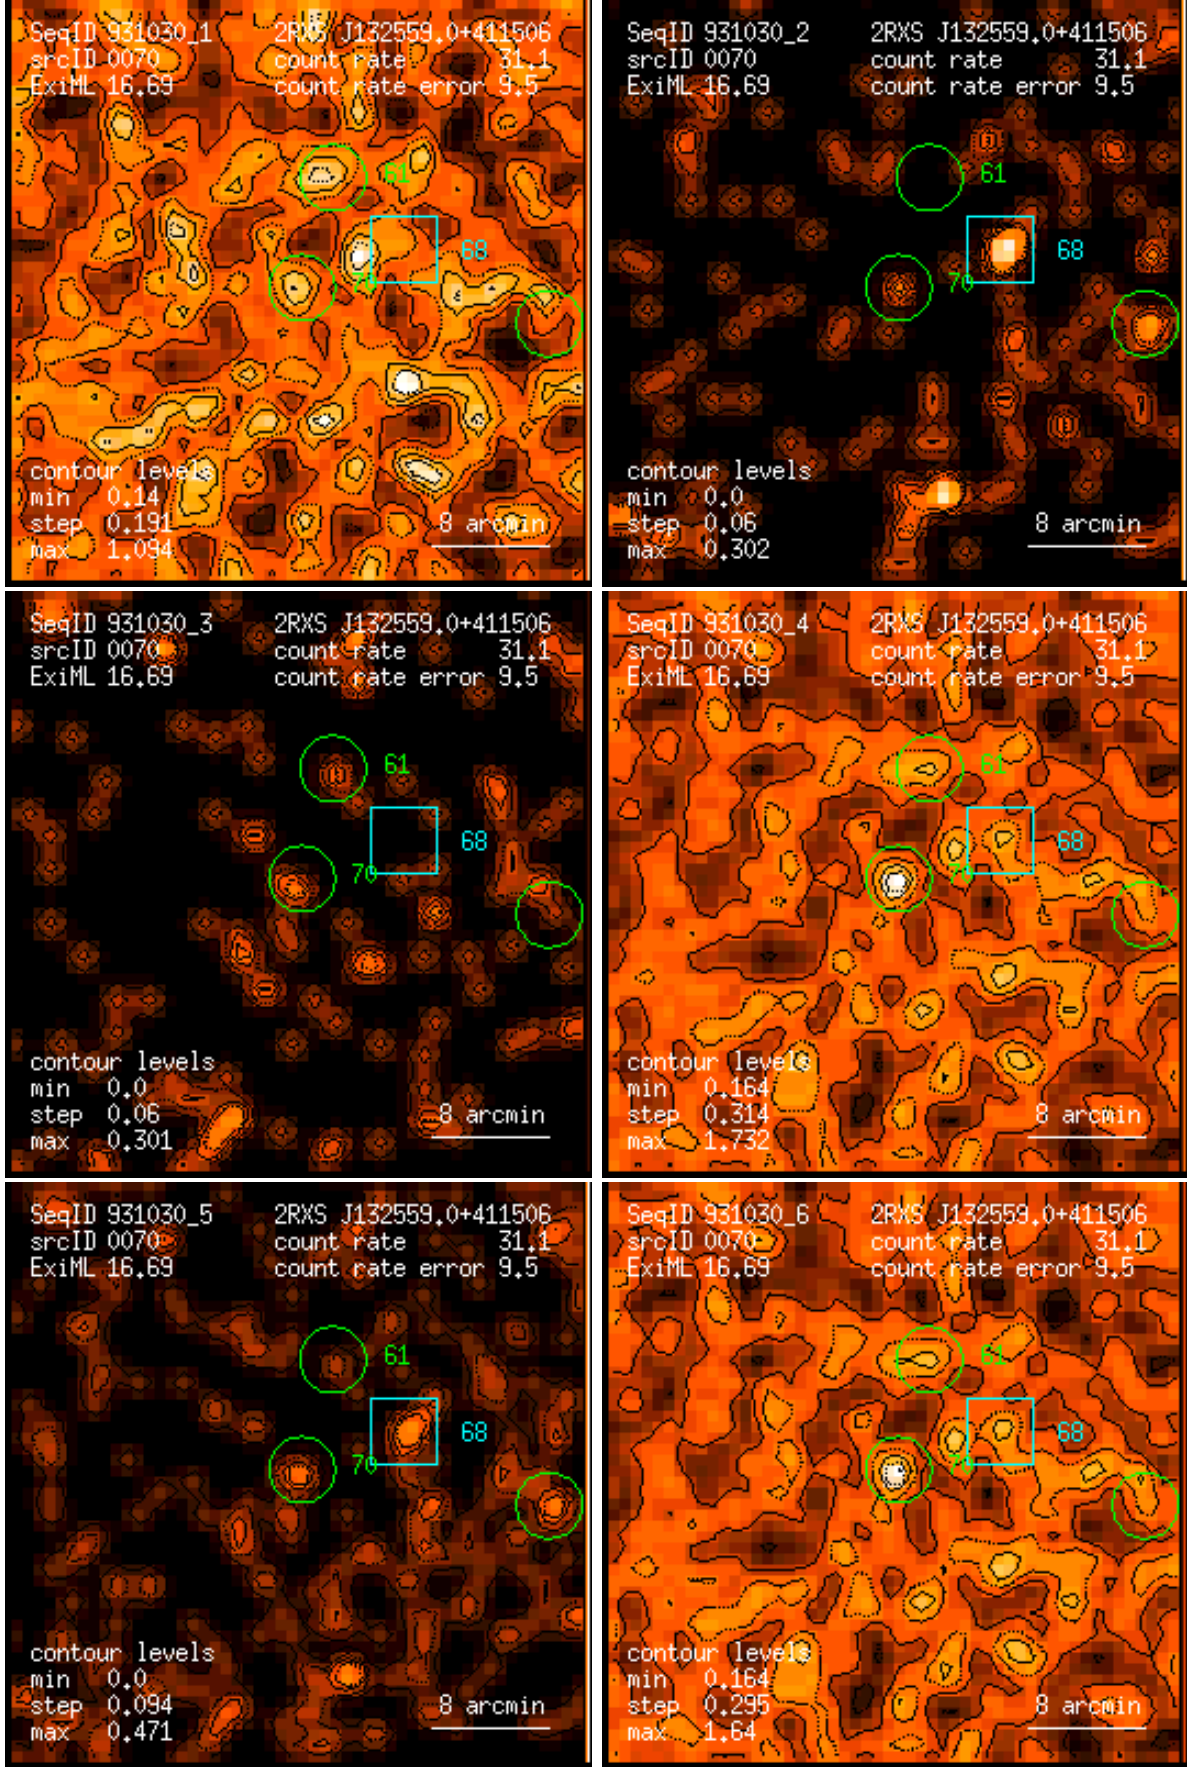 SeqID 931030_1 2RXS J132559.0+411506
srcID 0070 count rate 31.1
ExiML 16.69 count rate error 9.5
61
68
70
contour levels
min 0.14
step 0.191
max 1.094
8 arcmin
SeqID 931030_2 2RXS J132559.0+411506
srcID 0070 count rate 31.1
ExiML 16.69 count rate error 9.5
61
68
70
contour levels
min 0.0
step 0.06
max 0.302
8 arcmin
SeqID 931030_3 2RXS J132559.0+411506
srcID 0070 count rate 31.1
ExiML 16.69 count rate error 9.5
61
68
70
contour levels
min 0.0
step 0.06
max 0.301
8 arcmin
SeqID 931030_4 2RXS J132559.0+411506
srcID 0070 count rate 31.1
ExiML 16.69 count rate error 9.5
61
68
70
contour levels
min 0.164
step 0.314
max 1.732
8 arcmin
SeqID 931030_5 2RXS J132559.0+411506
srcID 0070 count rate 31.1
ExiML 16.69 count rate error 9.5
61
68
70
contour levels
min 0.0
step 0.094
max 0.471
8 arcmin
SeqID 931030_6 2RXS J132559.0+411506
srcID 0070 count rate 31.1
ExiML 16.69 count rate error 9.5
61
68
70
contour levels
min 0.164
step 0.295
max 1.64
8 arcmin